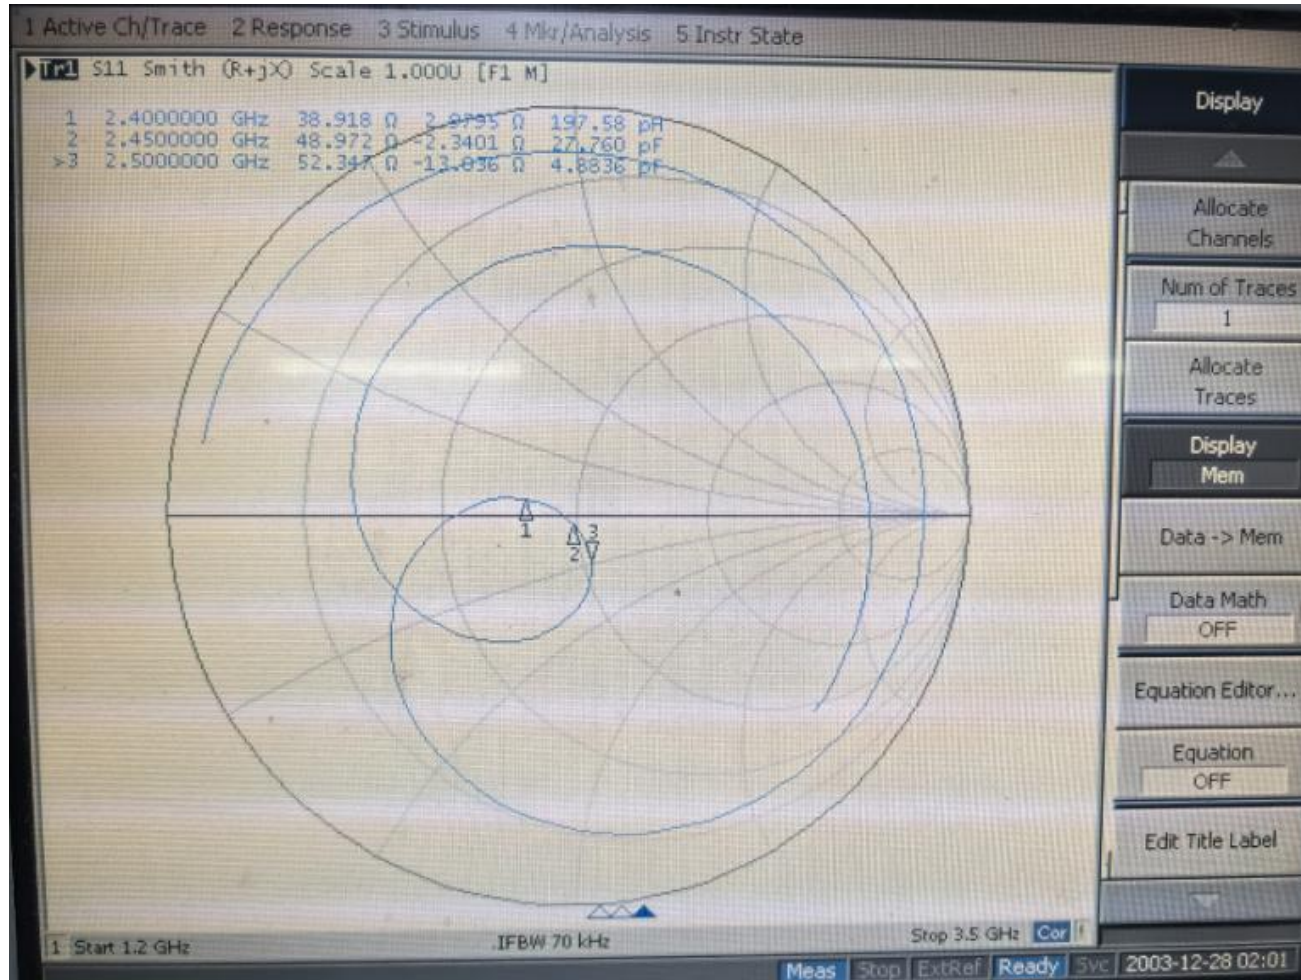 1 Active Ch/Trace 2 Response 3 Stimulus 4 Mkr/Analysis 5 Instr State
Tr1 S11 Smith (R+jX) Scale 1.000U [F1 M]
1 2.4000000 GHz 38.918 Ω 2.9795 Ω 197.58 pH
2 2.4500000 GHz 48.972 Ω -2.3401 Ω 27.760 pF
>3 2.5000000 GHz 52.347 Ω -13.036 Ω 4.8836 pF
1
2
3
Display
Allocate
Channels
Num of Traces
1
Allocate
Traces
Display
Mem
Data -> Mem
Data Math
OFF
Equation Editor...
Equation
OFF
Edit Title Label
1 Start 1.2 GHz IFBW 70 kHz Stop 3.5 GHz Cor
Meas Stop ExtRef Ready Svc 2003-12-28 02:01